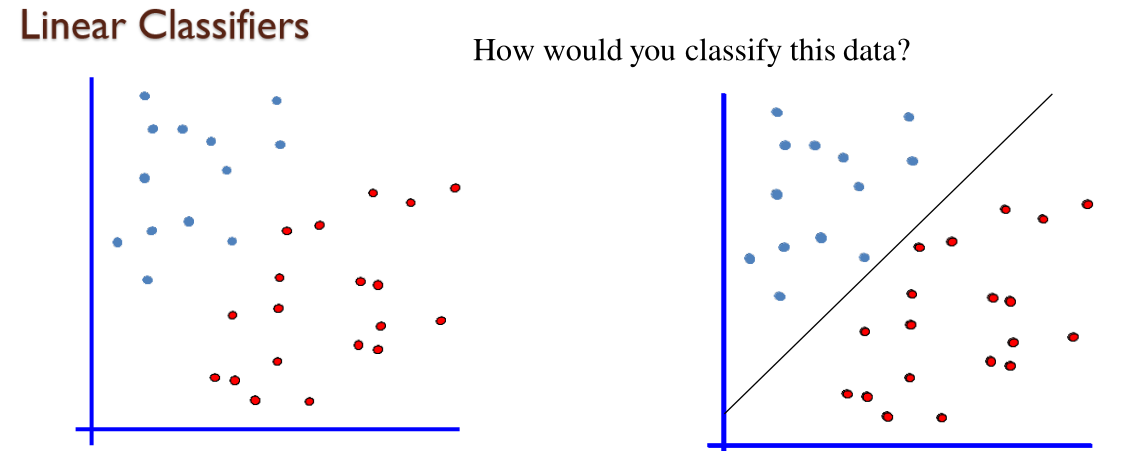 Linear Classifiers
How would you classify this data?